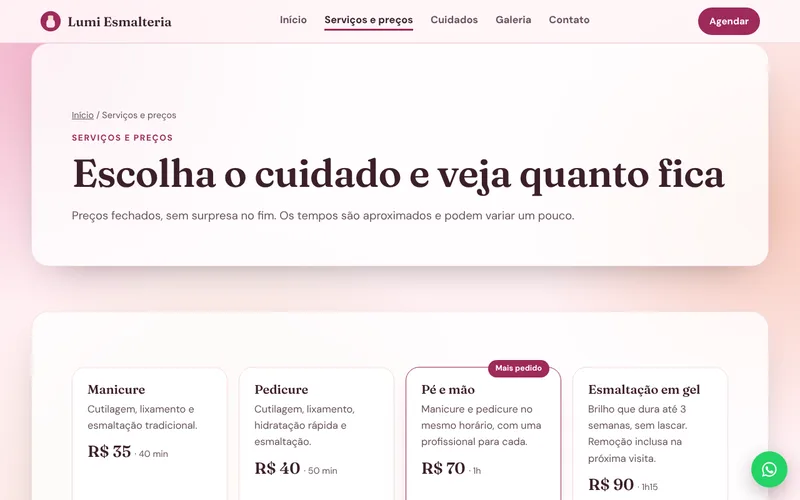 Lumi Esmalteria
Início
Serviços e preços
Cuidados
Galeria
Contato
Agendar
Início / Serviços e preços
SERVIÇOS E PREÇOS
Escolha o cuidado e veja quanto fica
Preços fechados, sem surpresa no fim. Os tempos são aproximados e podem variar um pouco.
Manicure
Cutilagem, lixamento e
esmaltação tradicional.
R$ 35 · 40 min
Pedicure
Cutilagem, lixamento,
hidratação rápida e
esmaltação.
R$ 40 · 50 min
Mais pedido
Pé e mão
Manicure e pedicure no
mesmo horário, com uma
profissional para cada.
R$ 70 · 1h
Esmaltação em gel
Brilho que dura até 3
semanas, sem lascar.
Remoção inclusa na
próxima visita.
R$ 90 · 1h15